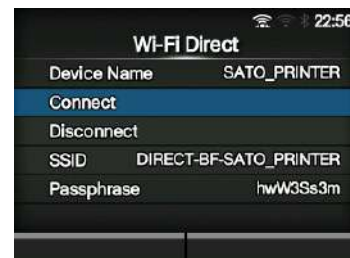 22:56
Wi-Fi Direct
Device Name SATO_PRINTER
Connect
Disconnect
SSID DIRECT-BF-SATO_PRINTER
Passphrase hwW3Ss3m